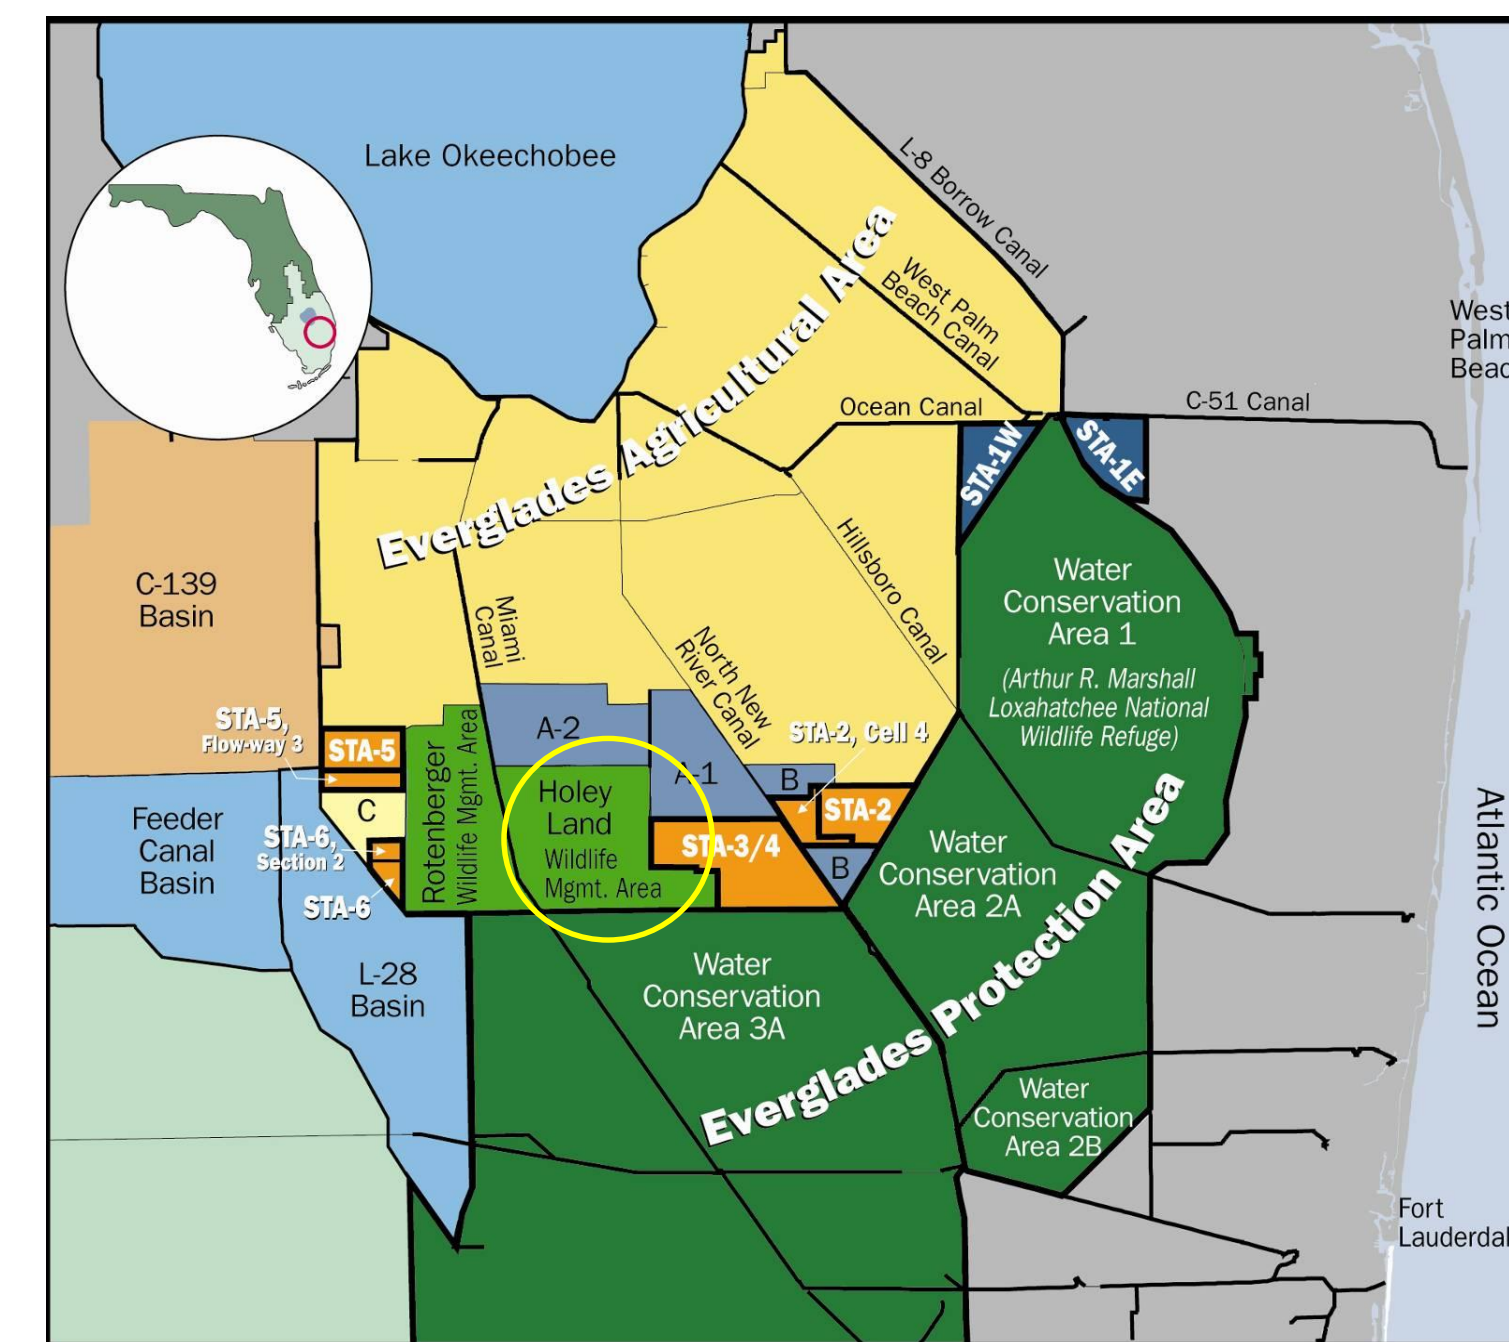 Lake Okeechobee
L-8 Borrow Canal
West Palm
Beach Canal
Everglades Agricultural Area
West
Palm
Beac
Ocean Canal
C-51 Canal
STA-1W
STA-1E
Hillsboro Canal
C-139
Basin
Miami
Canal
North New
River Canal
Water
Conservation
Area 1
(Arthur R. Marshall
Loxahatchee National
Wildlife Refuge)
STA-5,
Flow-way 3
STA-5
Rotenberger
Wildlife Mgmt. Area
A-2
A-1
STA-2, Cell 4
B
STA-2
Holey
Land
Wildlife
Mgmt. Area
STA-3/4
B
C
STA-6,
Section 2
STA-6
Feeder
Canal
Basin
Water
Conservation
Area 2A
Everglades Protection Area
Atlantic Ocean
L-28
Basin
Water
Conservation
Area 3A
Water
Conservation
Area 2B
Fort
Lauderdal